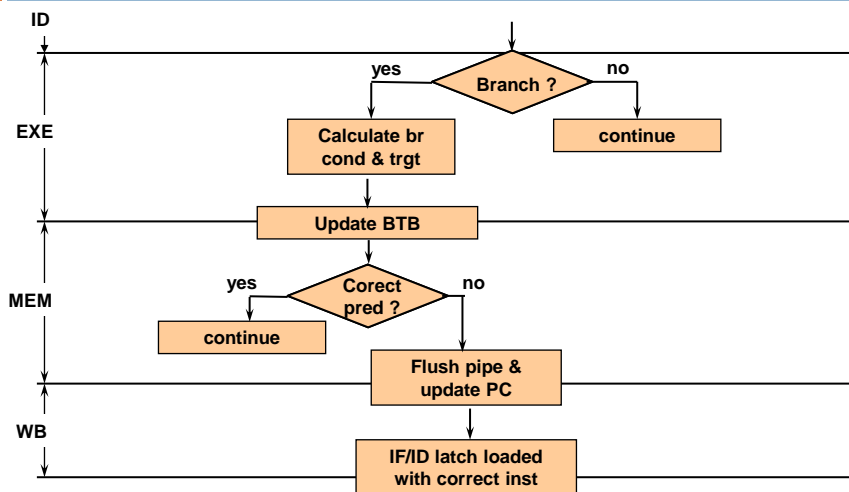 ID
yes
Branch ?
no
EXE
Calculate br
cond & trgt
continue
Update BTB
MEM
yes
Corect
pred ?
no
continue
Flush pipe &
update PC
WB
IF/ID latch loaded
with correct inst